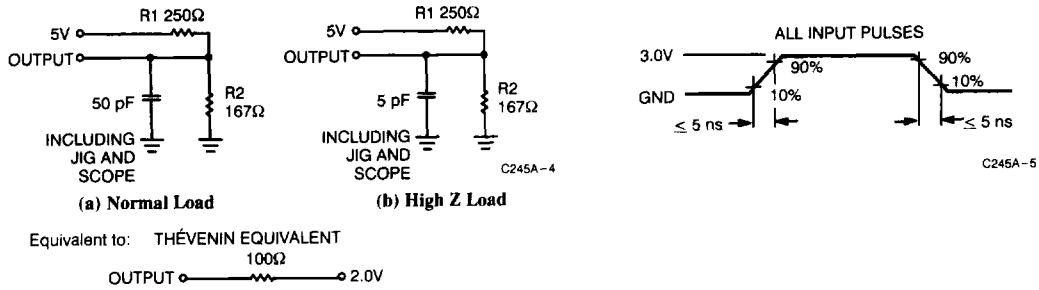 R1 250Ω
5V
OUTPUT
50 pF
R2
167Ω
INCLUDING
JIG AND
SCOPE
(a) Normal Load
R1 250Ω
5V
OUTPUT
5 pF
R2
167Ω
INCLUDING
JIG AND
SCOPE
C245A–4
(b) High Z Load
ALL INPUT PULSES
3.0V
90%
90%
10%
10%
GND
≤ 5 ns
≤ 5 ns
C245A–5
Equivalent to: THÉVENIN EQUIVALENT
100Ω
OUTPUT
2.0V